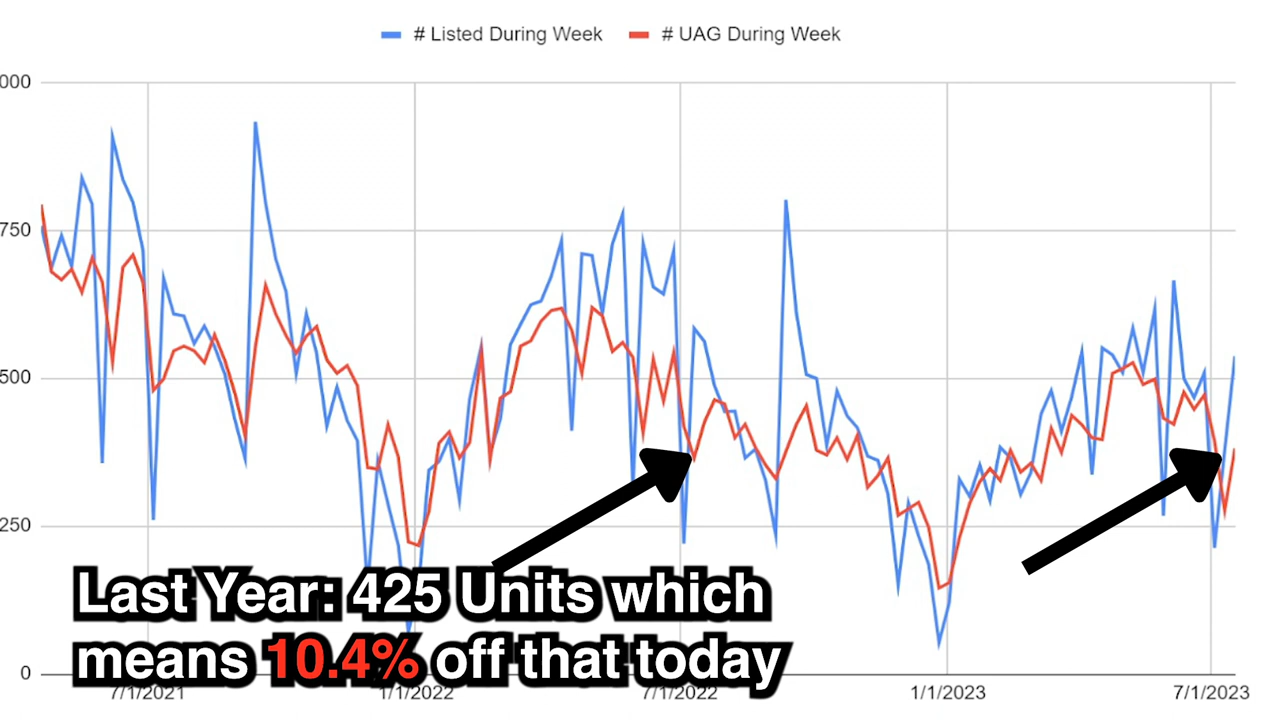 # Listed During Week # UAG During Week
000
750
500
250
0
7/1/2021 1/1/2022 7/1/2022 1/1/2023 7/1/2023
Last Year: 425 Units which
means 10.4% off that today